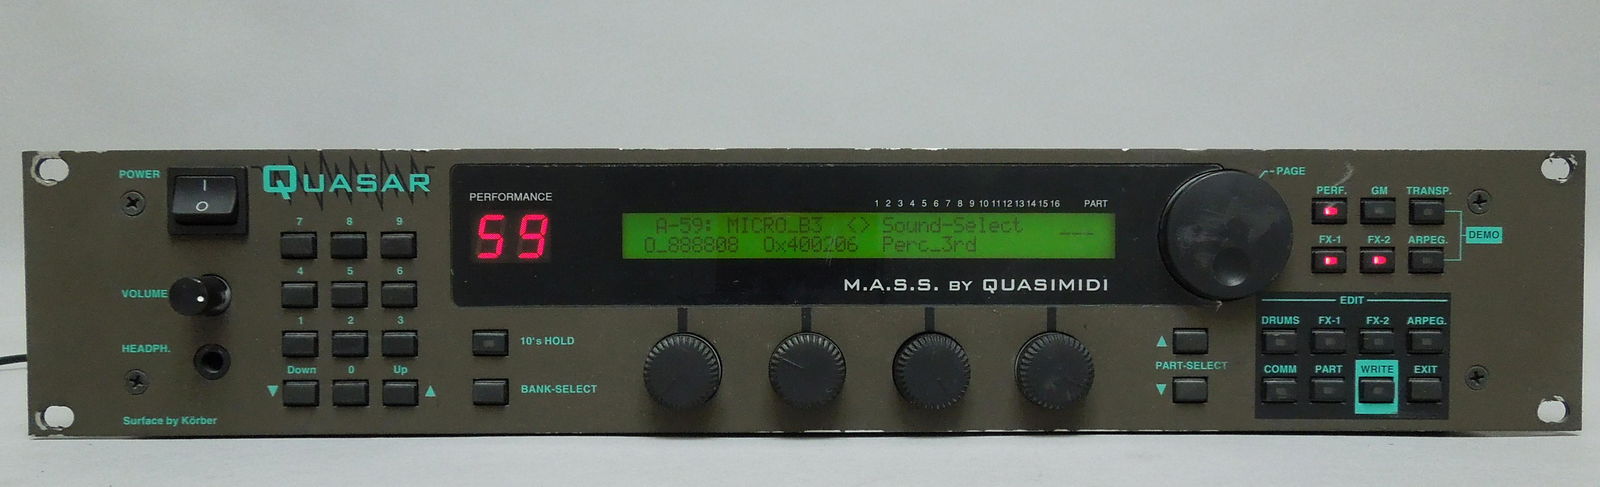 POWER
QUASAR
PERFORMANCE
59
1 2 3 4 5 6 7 8 9 10 11 12 13 14 15 16 PART
A-59: MICRO_B3 <> Sound-Select ---
O_888808 0x400206 Perc_3rd
M.A.S.S. BY QUASIMIDI
PAGE
PERF. GM TRANSP.
FX-1 FX-2 ARPEG.
DEMO
VOLUME
HEADPH.
7 8 9
4 5 6
1 2 3
Down 0 Up
10's HOLD
BANK-SELECT
PART-SELECT
EDIT
DRUMS FX-1 FX-2 ARPEG.
COMM PART WRITE EXIT
Surface by Körber